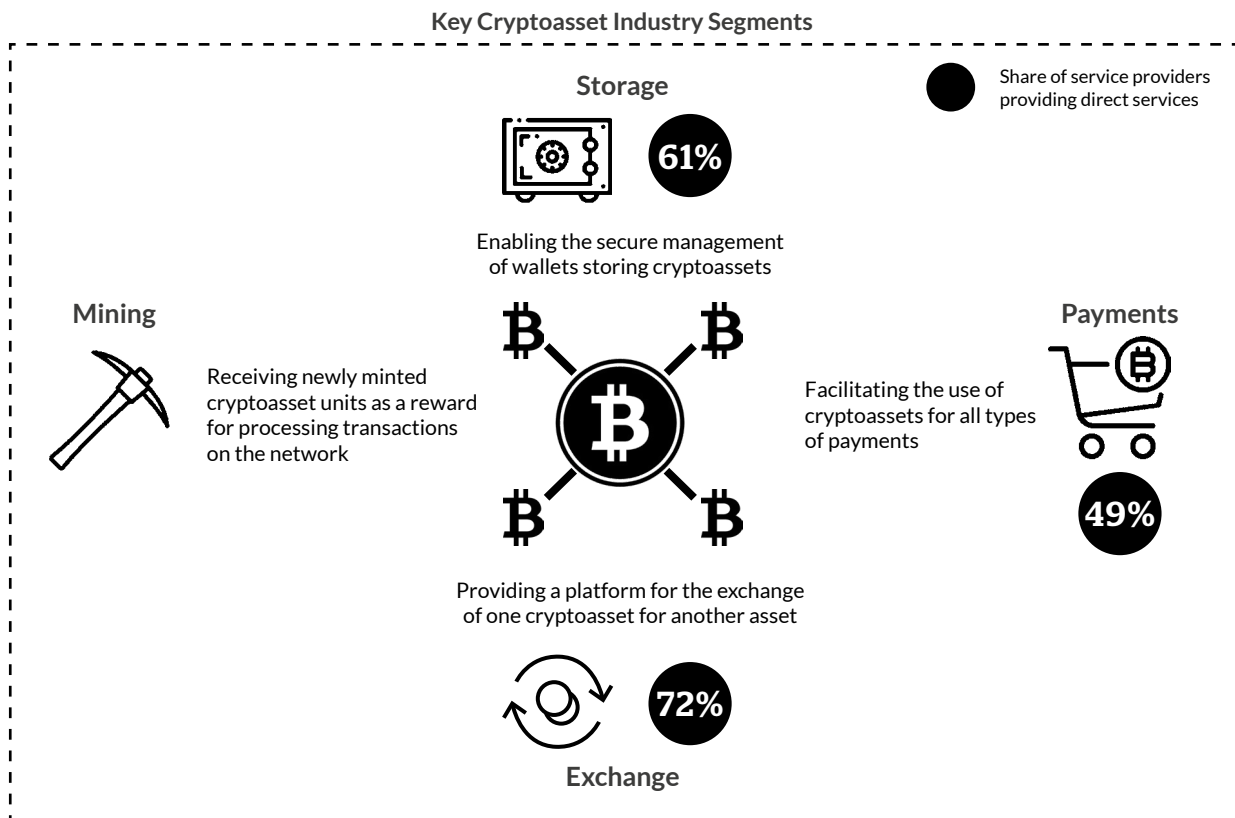 Key Cryptoasset Industry Segments
Share of service providers
providing direct services
Storage
61%
Enabling the secure management
of wallets storing cryptoassets
Mining
Receiving newly minted
cryptoasset units as a reward
for processing transactions
on the network
Payments
Facilitating the use of
cryptoassets for all types
of payments
49%
Providing a platform for the exchange
of one cryptoasset for another asset
72%
Exchange